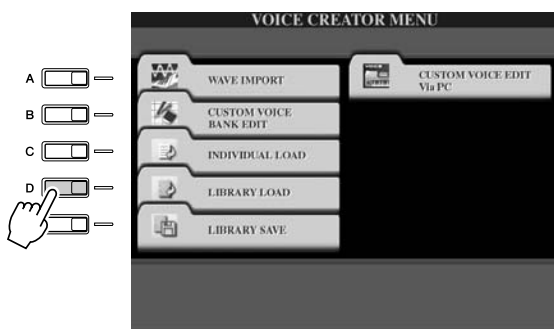 VOICE CREATOR MENU
A
WAVE IMPORT
CUSTOM VOICE EDIT
Via PC
B
CUSTOM VOICE
BANK EDIT
C
INDIVIDUAL LOAD
D
LIBRARY LOAD
LIBRARY SAVE